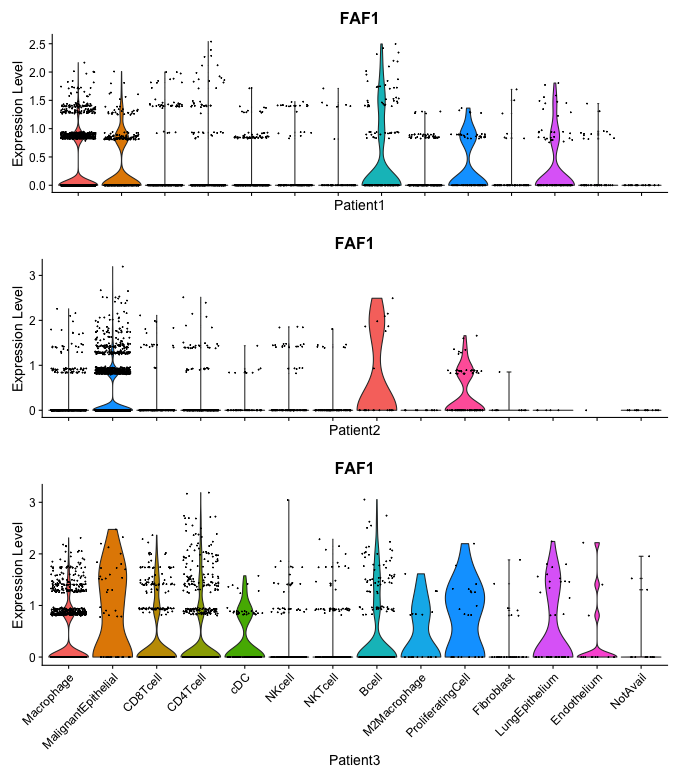 FAF1
Expression Level
2.5
2.0
1.5
1.0
0.5
0.0
Patient1
FAF1
Expression Level
3
2
1
0
Patient2
FAF1
Expression Level
3
2
1
0
Macrophage
MalignantEpithelial
CD8Tcell
CD4Tcell
cDC
NKcell
NKTcell
Bcell
M2Macrophage
ProliferatingCell
Fibroblast
LungEpithelium
Endothelium
NotAvail
Patient3